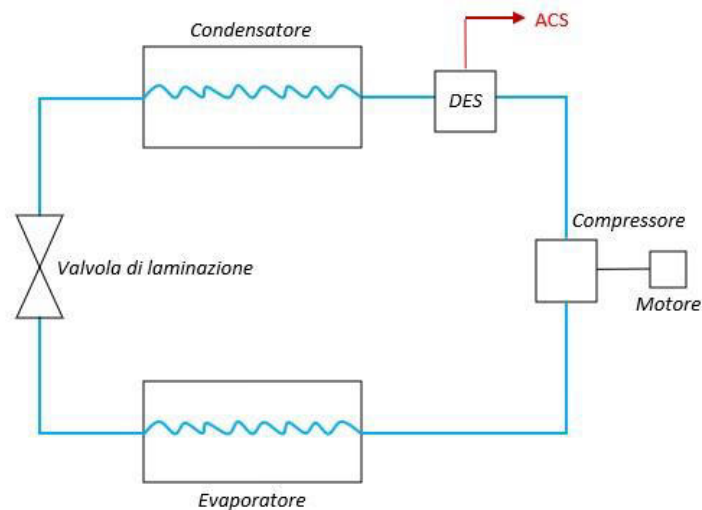 Condensatore
ACS
DES
Compressore
Valvola di laminazione
Motore
Evaporatore